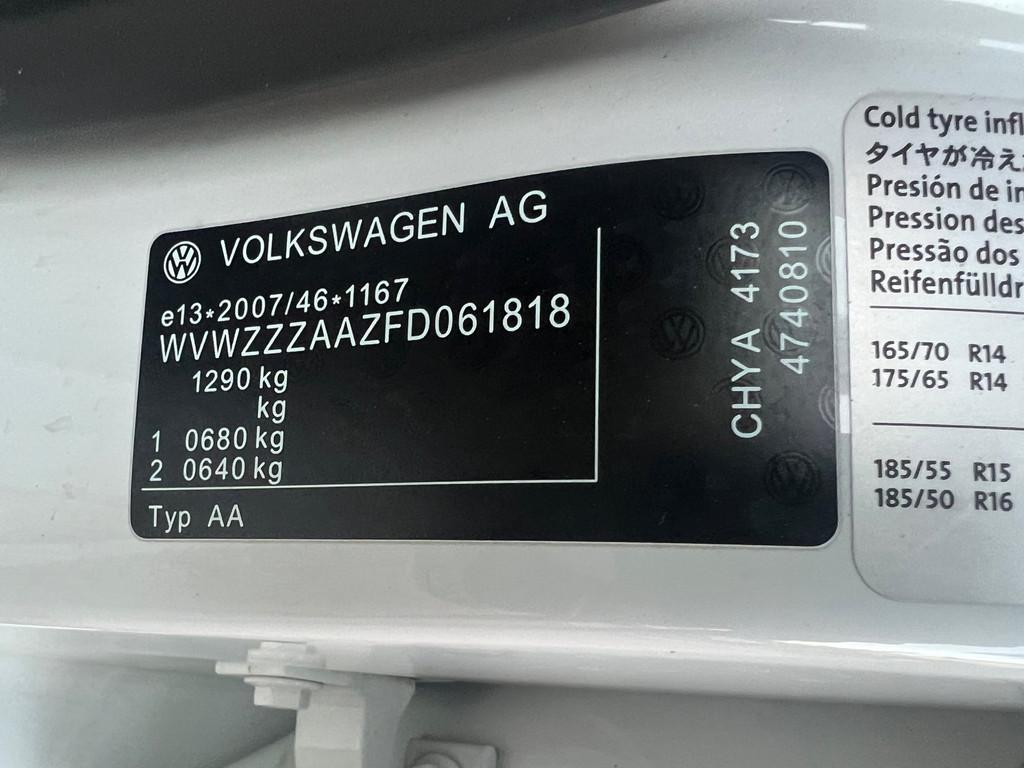 VOLKSWAGEN AG
e13*2007/46*1167
WVWZZZAAZFD061818
1290 kg
kg
1 0680 kg
2 0640 kg
Typ AA
CHYA 4173
4740810
Cold tyre infl
タイヤが冷え
Presión de in
Pression des
Pressão dos
Reifenfülldr
165/70 R14
175/65 R14
185/55 R15
185/50 R16